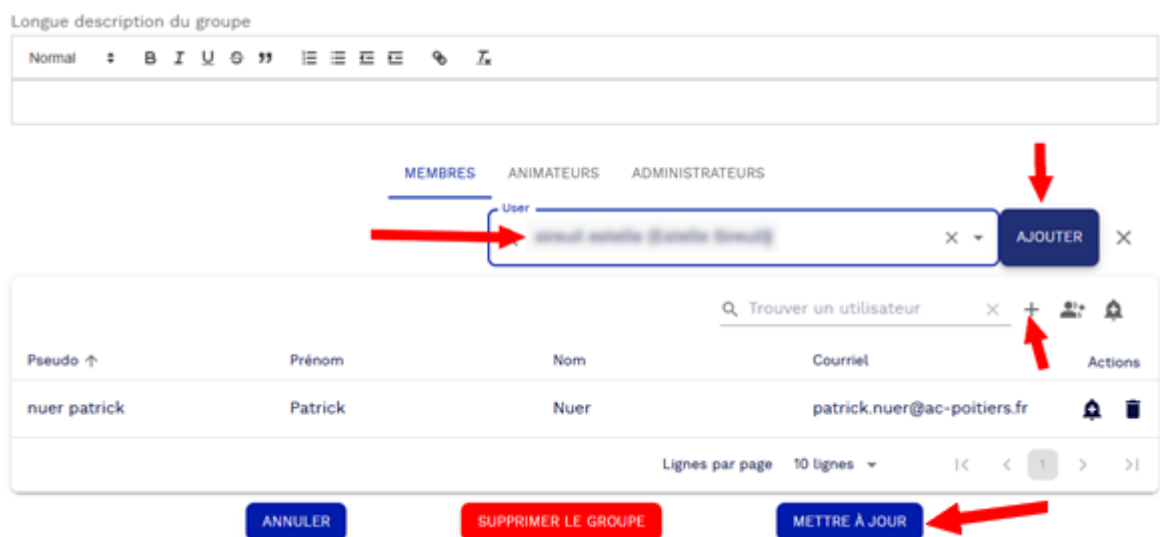 Longue description du groupe
Normal
MEMBRES ANIMATEURS ADMINISTRATEURS
User
AJOUTER
Trouver un utilisateur
Pseudo Prénom Nom Courriel Actions
nuer patrick Patrick Nuer patrick.nuer@ac-poitiers.fr
Lignes par page 10 lignes 1
ANNULER SUPPRIMER LE GROUPE METTRE À JOUR